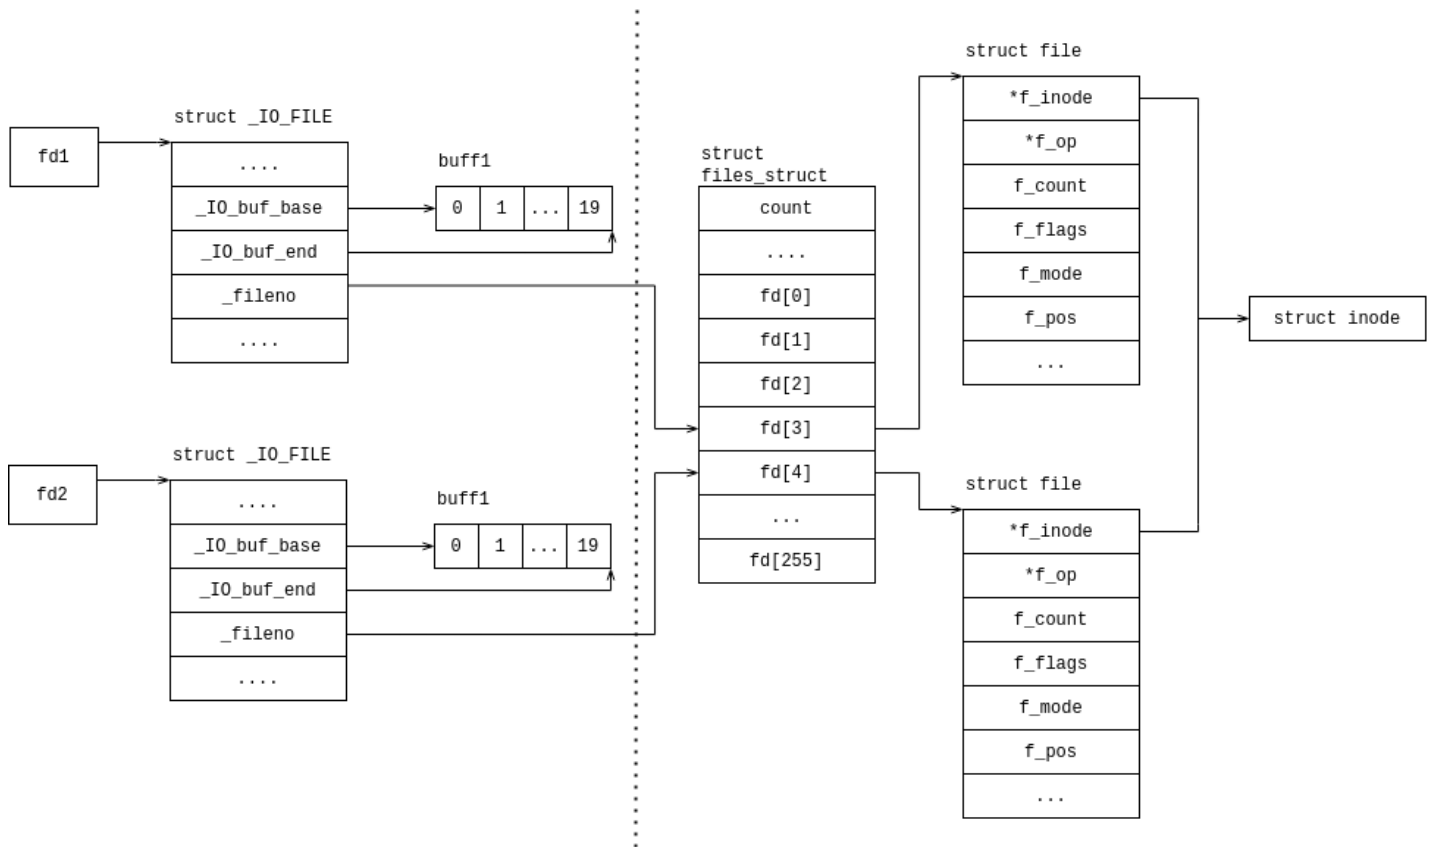 fd1
struct _IO_FILE
....
_IO_buf_base
_IO_buf_end
_fileno
....
buff1
0 1 ... 19
fd2
struct _IO_FILE
....
_IO_buf_base
_IO_buf_end
_fileno
....
buff1
0 1 ... 19
struct
files_struct
count
....
fd[0]
fd[1]
fd[2]
fd[3]
fd[4]
...
fd[255]
struct file
*f_inode
*f_op
f_count
f_flags
f_mode
f_pos
...
struct file
*f_inode
*f_op
f_count
f_flags
f_mode
f_pos
...
struct inode